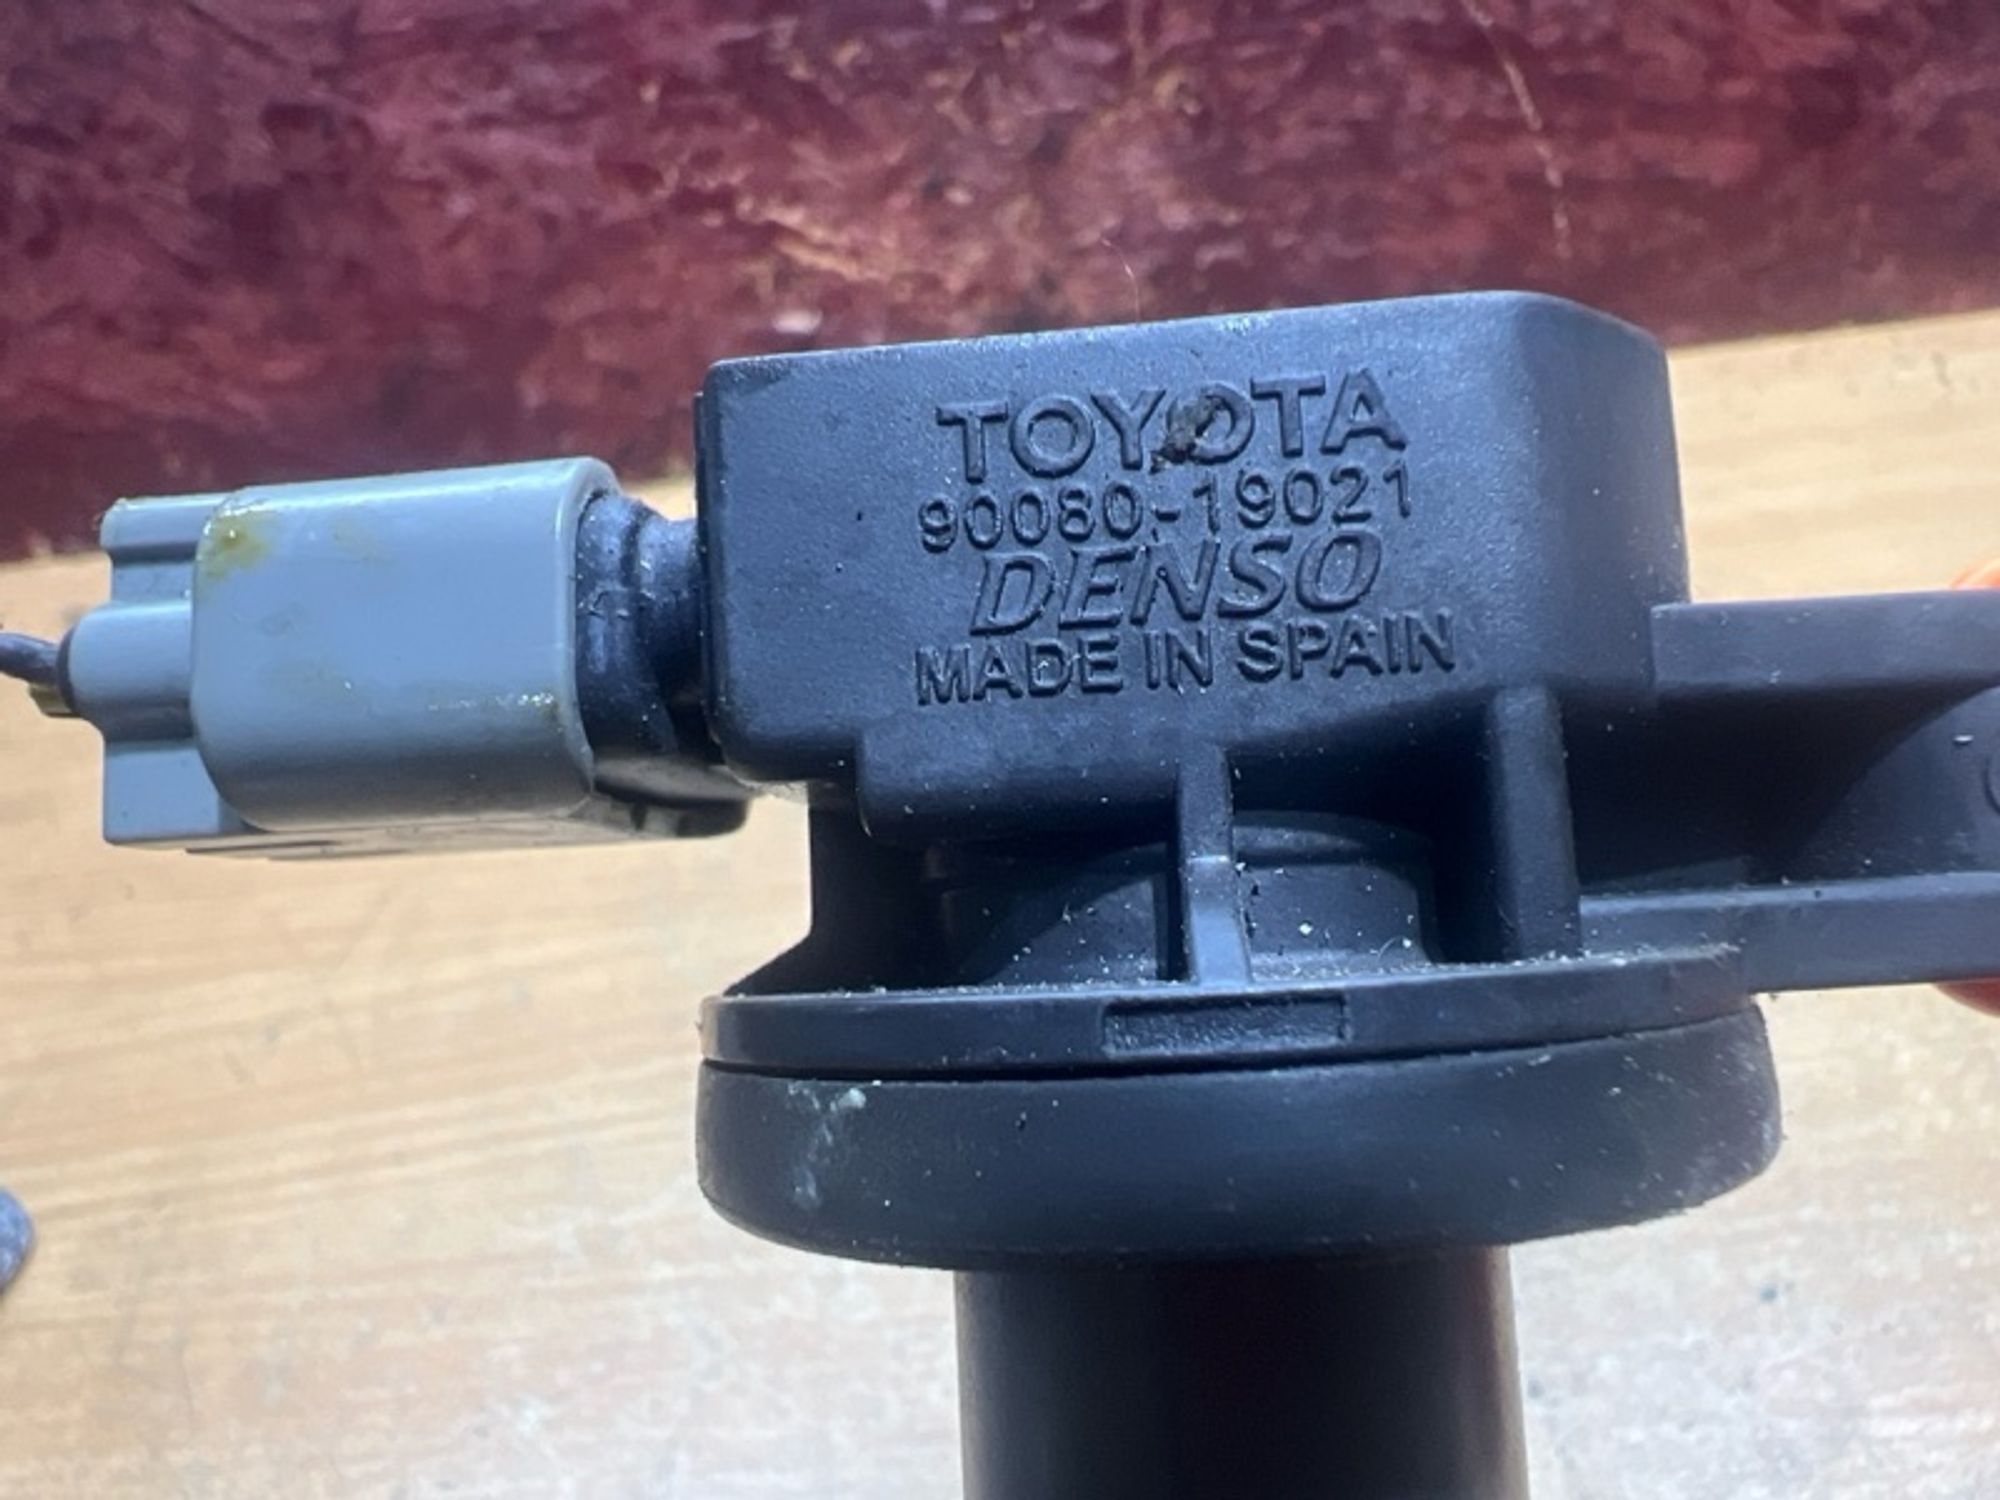 TOYOTA
90080-19021
DENSO
MADE IN SPAIN